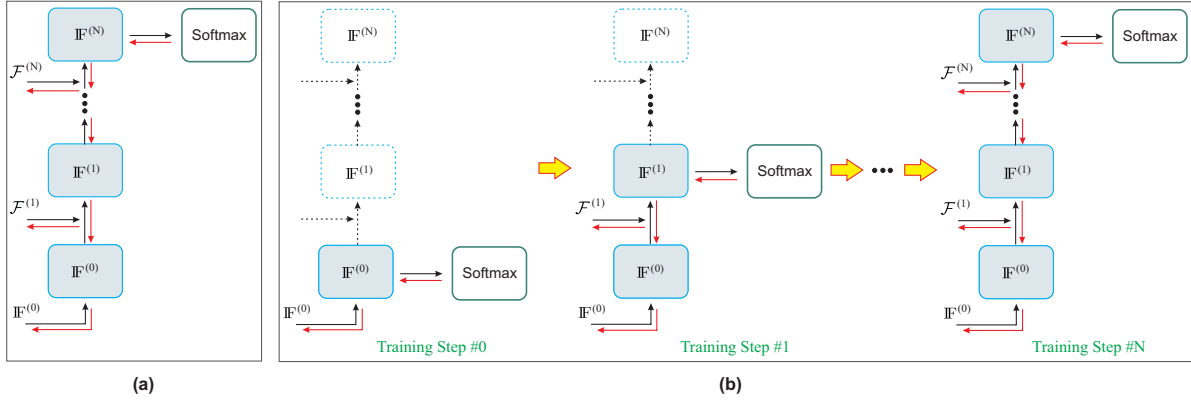 𝔽(N)
Softmax
ℱ(N)
𝔽(1)
ℱ(1)
𝔽(0)
𝔽(0)
(a)
𝔽(N)
𝔽(1)
𝔽(0)
Softmax
𝔽(0)
Training Step #0
𝔽(N)
𝔽(1)
Softmax
ℱ(1)
𝔽(0)
𝔽(0)
Training Step #1
𝔽(N)
Softmax
ℱ(N)
𝔽(1)
ℱ(1)
𝔽(0)
𝔽(0)
Training Step #N
(b)